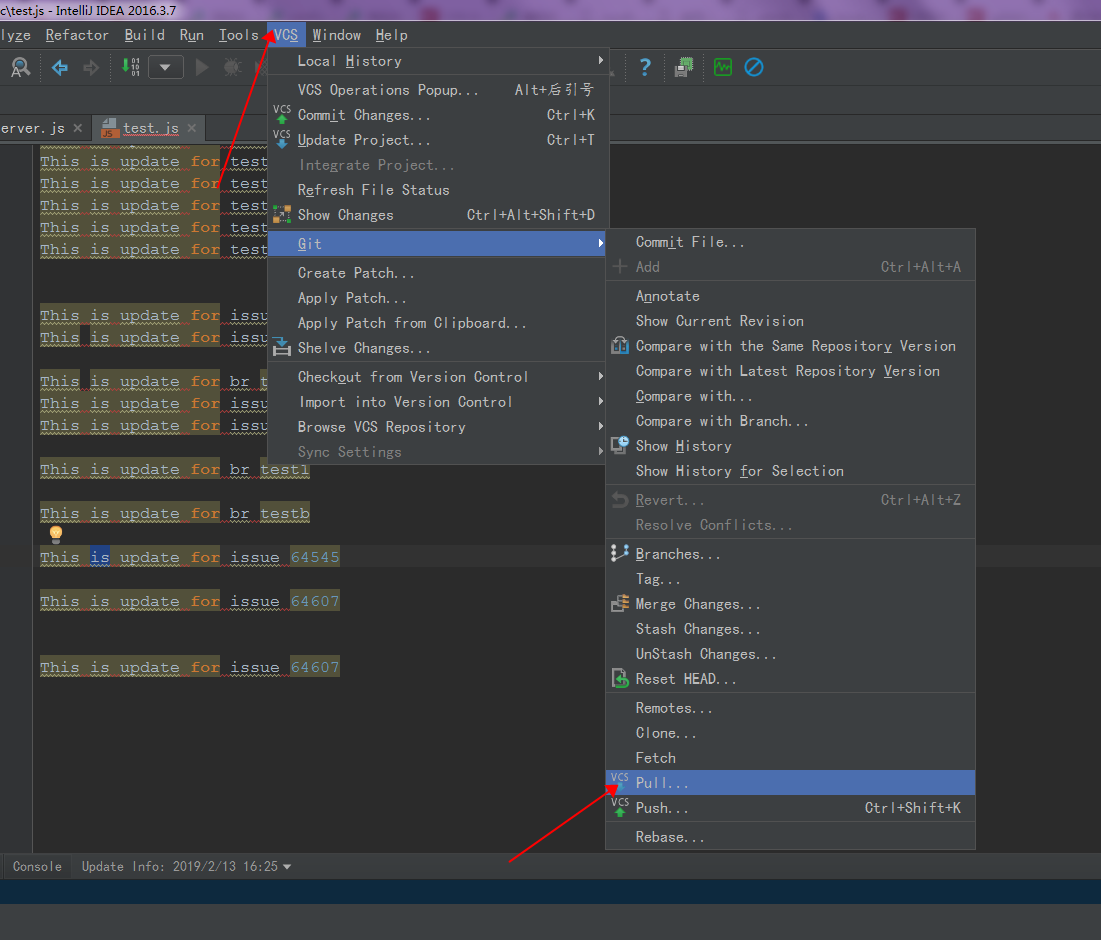 c\test.js - IntelliJ IDEA 2016.3.7
lyze Refactor Build Run Tools VCS Window Help
erver.js
test.js
This is update for test
This is update for test
This is update for test
This is update for test
This is update for test
This is update for issu
This is update for issu
This is update for br t
This is update for issu
This is update for issu
This is update for br test1
This is update for br testb
This is update for issue 64545
This is update for issue 64607
This is update for issue 64607
Local History
VCS Operations Popup... Alt+后引号
VCS Commit Changes... Ctrl+K
VCS Update Project... Ctrl+T
Integrate Project...
Refresh File Status
Show Changes Ctrl+Alt+Shift+D
Git
Create Patch...
Apply Patch...
Apply Patch from Clipboard...
Shelve Changes...
Checkout from Version Control
Import into Version Control
Browse VCS Repository
Sync Settings
Commit File...
Add Ctrl+Alt+A
Annotate
Show Current Revision
Compare with the Same Repository Version
Compare with Latest Repository Version
Compare with...
Compare with Branch...
Show History
Show History for Selection
Revert... Ctrl+Alt+Z
Resolve Conflicts...
Branches...
Tag...
Merge Changes...
Stash Changes...
UnStash Changes...
Reset HEAD...
Remotes...
Clone...
Fetch
VCS Pull...
VCS Push... Ctrl+Shift+K
Rebase...
Console Update Info: 2019/2/13 16:25